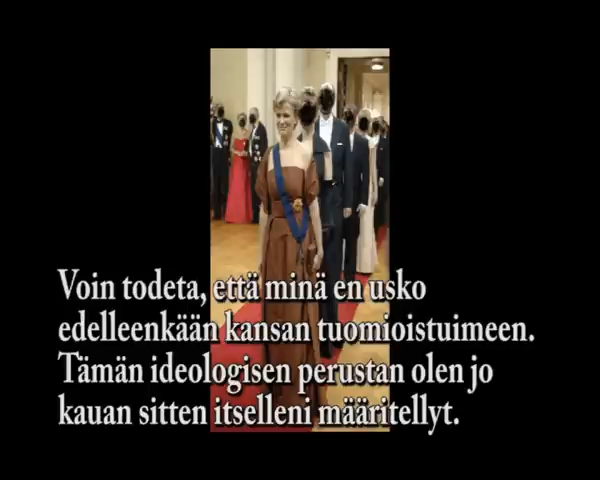 Voin todeta, että minä en usko
edelleenkään kansan tuomioistuimeen.
Tämän ideologisen perustan olen jo
kauan sitten itselleni määritellyt.